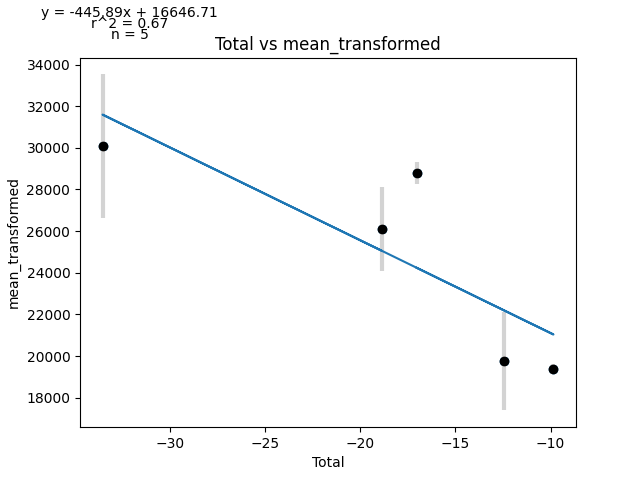 y = -445.89x + 16646.71
r^2 = 0.67
n = 5
Total vs mean_transformed
34000
32000
30000
28000
26000
24000
22000
20000
18000
mean_transformed
−30
−25
−20
−15
−10
Total